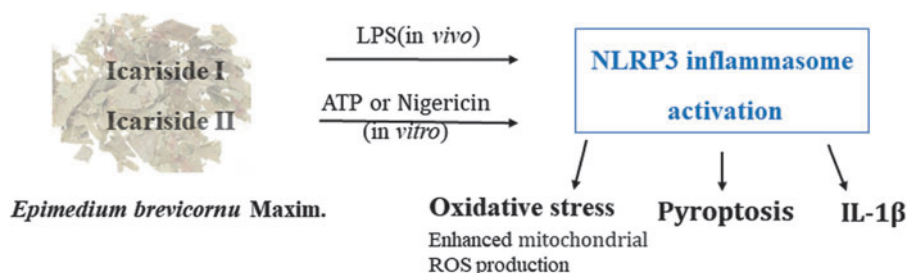 Icariside I
Icariside II
Epimedium brevicornu Maxim.
LPS(in vivo)
ATP or Nigericin
(in vitro)
NLRP3 inflammasome
activation
Oxidative stress
Enhanced mitochondrial
ROS production
Pyroptosis
IL-1β